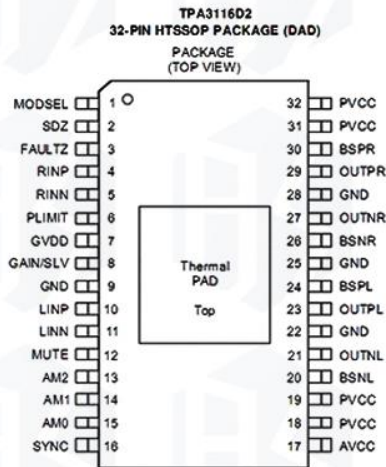 TPA3116D2
32-PIN HTSSOP PACKAGE (DAD)
PACKAGE
(TOP VIEW)
MODSEL 1 32 PVCC
SDZ 2 31 PVCC
FAULTZ 3 30 BSPR
RINP 4 29 OUTPR
RINN 5 28 GND
PLIMIT 6 27 OUTNR
GVDD 7 26 BSNR
GAIN/SLV 8 25 GND
GND 9 24 BSPL
LINP 10 23 OUTPL
LINN 11 22 GND
MUTE 12 21 OUTNL
AM2 13 20 BSNL
AM1 14 19 PVCC
AM0 15 18 PVCC
SYNC 16 17 AVCC
Thermal
PAD
Top